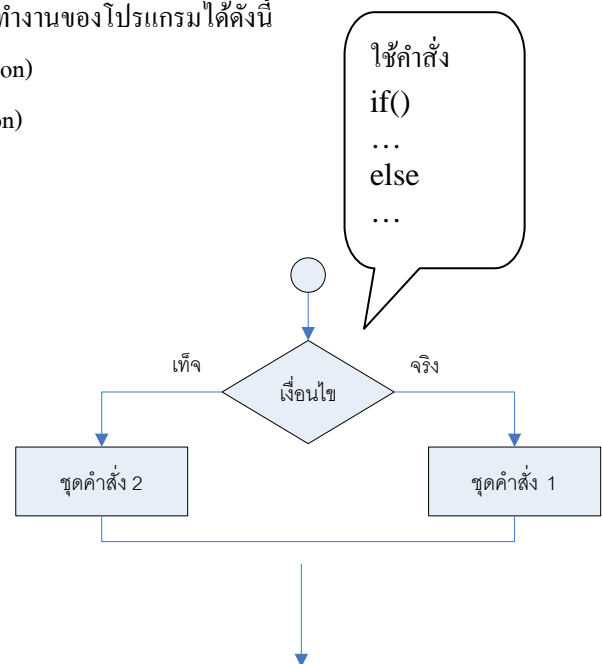 ทำงานของโปรแกรมได้ดังนี้
on)
on)
ใช้คำสั่ง
if()
…
else
…
เท็จ
เงื่อนไข
จริง
ชุดคำสั่ง 2
ชุดคำสั่ง 1